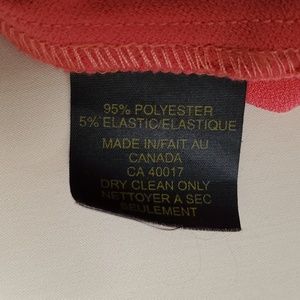 95% POLYESTER
5% ELASTIC/ELASTIQUE
MADE IN/FAIT AU
CANADA
CA 40017
DRY CLEAN ONLY
NETTOYER A SEC
SEULEMENT